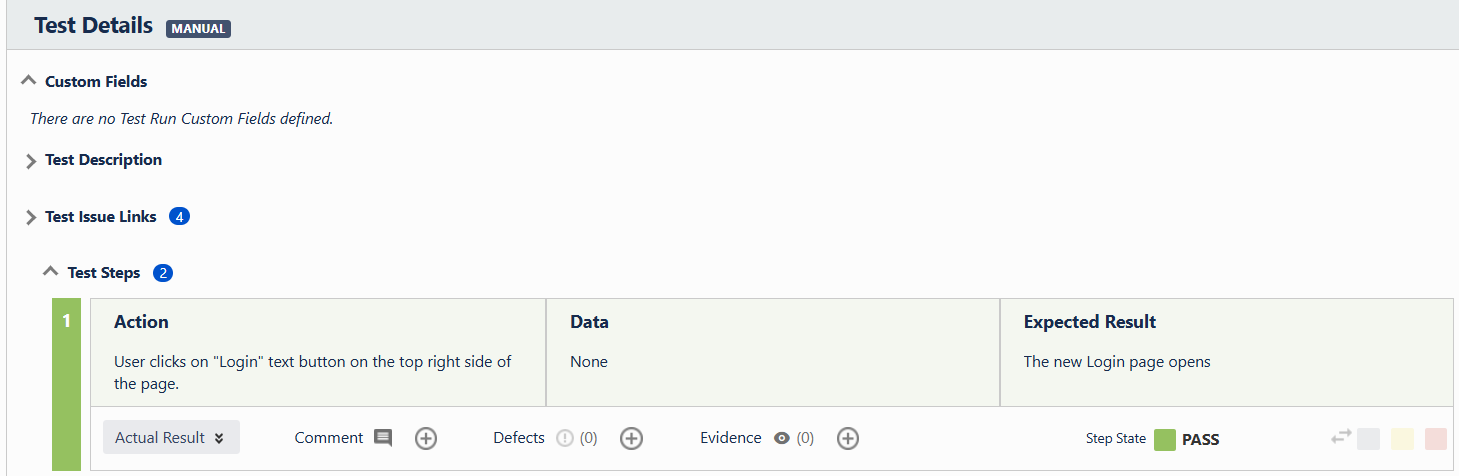 Test Details MANUAL
Custom Fields
There are no Test Run Custom Fields defined.
Test Description
Test Issue Links 4
Test Steps 2
1 Action Data Expected Result
User clicks on "Login" text button on the top right side of
the page.
None
The new Login page opens
Actual Result Comment Defects (0) Evidence (0) Step State PASS